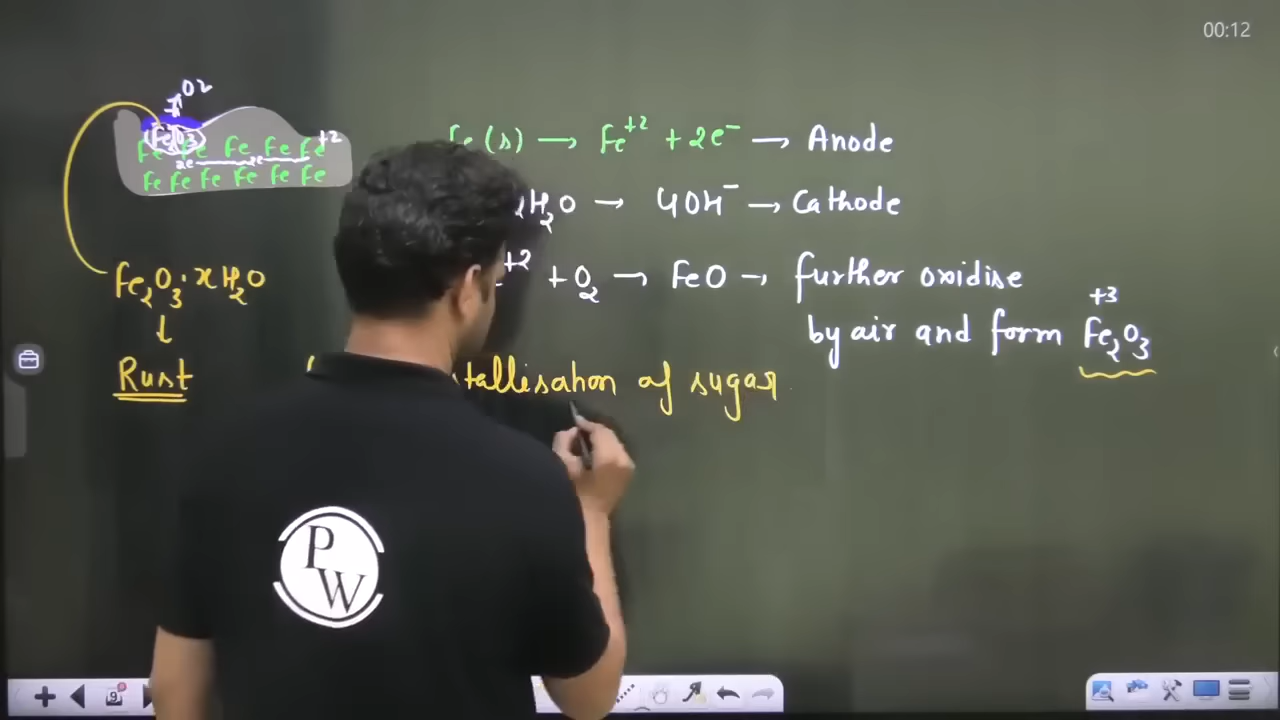 00:12
O2
Fe2O3
Fe Fe Fe Fe Fe+2
2e 2e
Fe Fe Fe Fe Fe Fe
Fe (s) → Fe+2 + 2e− → Anode
H2O → 4OH− → Cathode
+2 + O2 → FeO → further oxidise
by air and form Fe2O3
+3
Fe2O3·xH2O
↓
Rust
tallisation of sugar
P
W